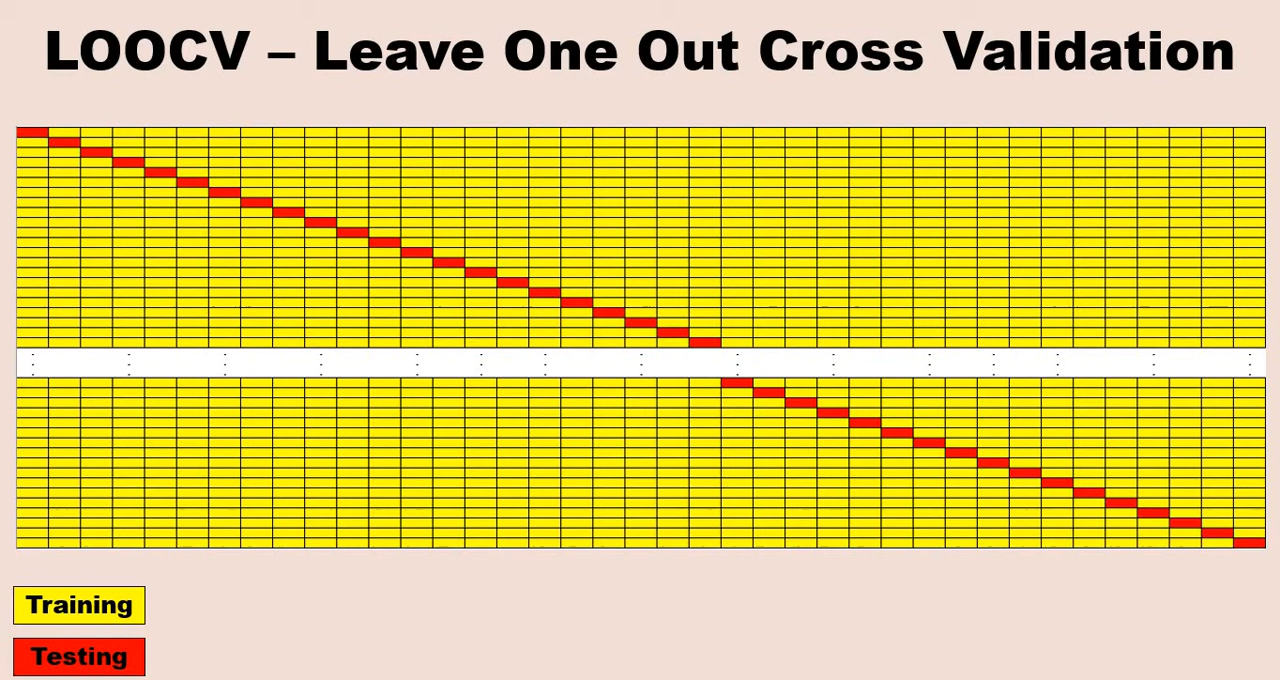 LOOCV – Leave One Out Cross Validation
Training
Testing